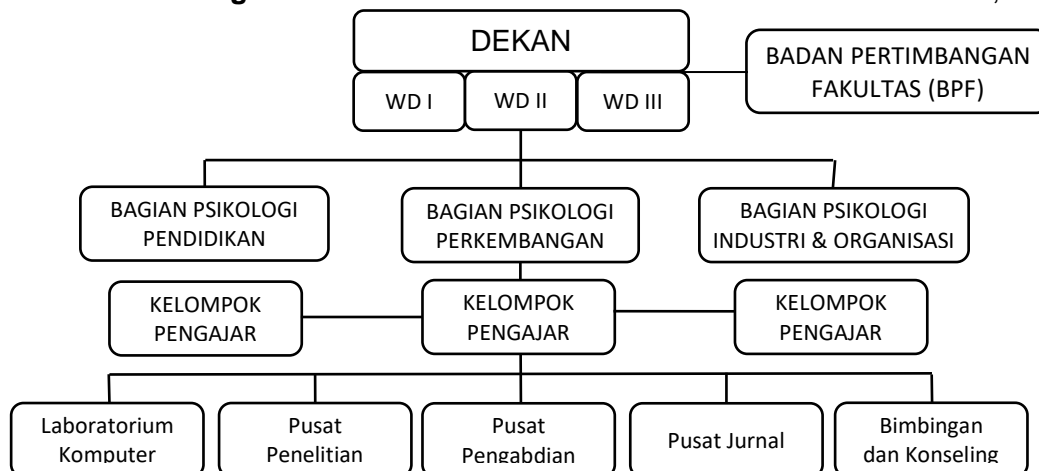 DEKAN
BADAN PERTIMBANGAN
FAKULTAS (BPF)
WD I
WD II
WD III
BAGIAN PSIKOLOGI
PENDIDIKAN
BAGIAN PSIKOLOGI
PERKEMBANGAN
BAGIAN PSIKOLOGI
INDUSTRI & ORGANISASI
KELOMPOK
PENGAJAR
KELOMPOK
PENGAJAR
KELOMPOK
PENGAJAR
Laboratorium
Komputer
Pusat
Penelitian
Pusat
Pengabdian
Pusat Jurnal
Bimbingan
dan Konseling